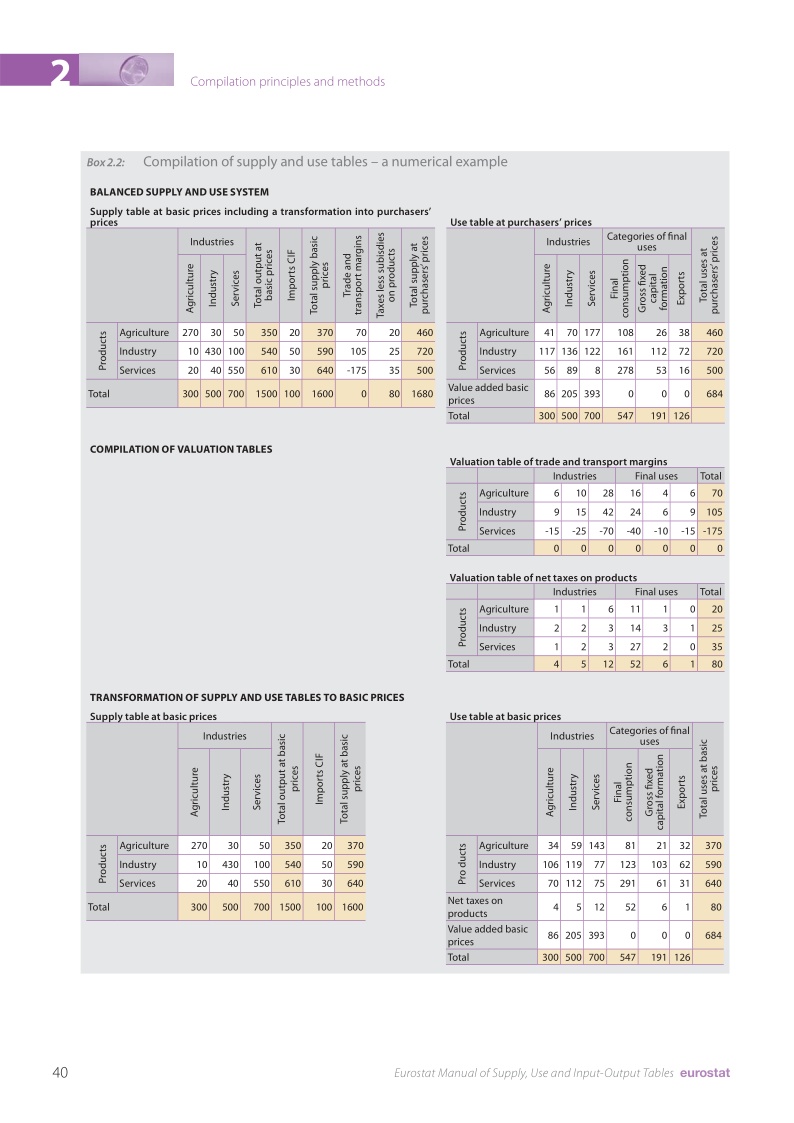 2
Compilation principles and methods
Box 2.2: Compilation of supply and use tables – a numerical example
BALANCED SUPPLY AND USE SYSTEM
Supply table at basic prices including a transformation into purchasers’
prices
Industries
Agriculture
Industry
Services
Total output at
basic prices
Imports CIF
Total supply basic
prices
Trade and
transport margins
Taxes less subisdies
on products
Total supply at
purchasers’ prices
Products
Agriculture 270 30 50 350 20 370 70 20 460
Industry 10 430 100 540 50 590 105 25 720
Services 20 40 550 610 30 640 -175 35 500
Total 300 500 700 1500 100 1600 0 80 1680
Use table at purchasers’ prices
Industries
Categories of final
uses
Agriculture
Industry
Services
Final
consumption
Gross fixed
capital
formation
Exports
Total uses at
purchasers’ prices
Products
Agriculture 41 70 177 108 26 38 460
Industry 117 136 122 161 112 72 720
Services 56 89 8 278 53 16 500
Value added basic
prices 86 205 393 0 0 0 684
Total 300 500 700 547 191 126
COMPILATION OF VALUATION TABLES
Valuation table of trade and transport margins
Industries Final uses Total
Products
Agriculture 6 10 28 16 4 6 70
Industry 9 15 42 24 6 9 105
Services -15 -25 -70 -40 -10 -15 -175
Total 0 0 0 0 0 0 0
Valuation table of net taxes on products
Industries Final uses Total
Products
Agriculture 1 1 6 11 1 0 20
Industry 2 2 3 14 3 1 25
Services 1 2 3 27 2 0 35
Total 4 5 12 52 6 1 80
TRANSFORMATION OF SUPPLY AND USE TABLES TO BASIC PRICES
Supply table at basic prices
Industries
Agriculture
Industry
Services
Total output at basic
prices
Imports CIF
Total supply at basic
prices
Products
Agriculture 270 30 50 350 20 370
Industry 10 430 100 540 50 590
Services 20 40 550 610 30 640
Total 300 500 700 1500 100 1600
Use table at basic prices
Industries
Categories of final
uses
Agriculture
Industry
Services
Final
consumption
Gross fixed
capital formation
Exports
Total uses at basic
prices
Pro ducts
Agriculture 34 59 143 81 21 32 370
Industry 106 119 77 123 103 62 590
Services 70 112 75 291 61 31 640
Net taxes on
products 4 5 12 52 6 1 80
Value added basic
prices 86 205 393 0 0 0 684
Total 300 500 700 547 191 126
40
Eurostat Manual of Supply, Use and Input-Output Tables eurostat